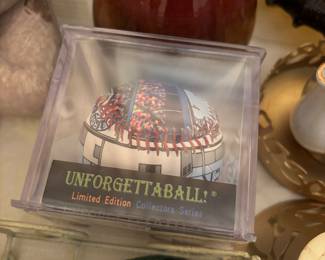 UNFORGETTABALL!®
Limited Edition Collectors Series